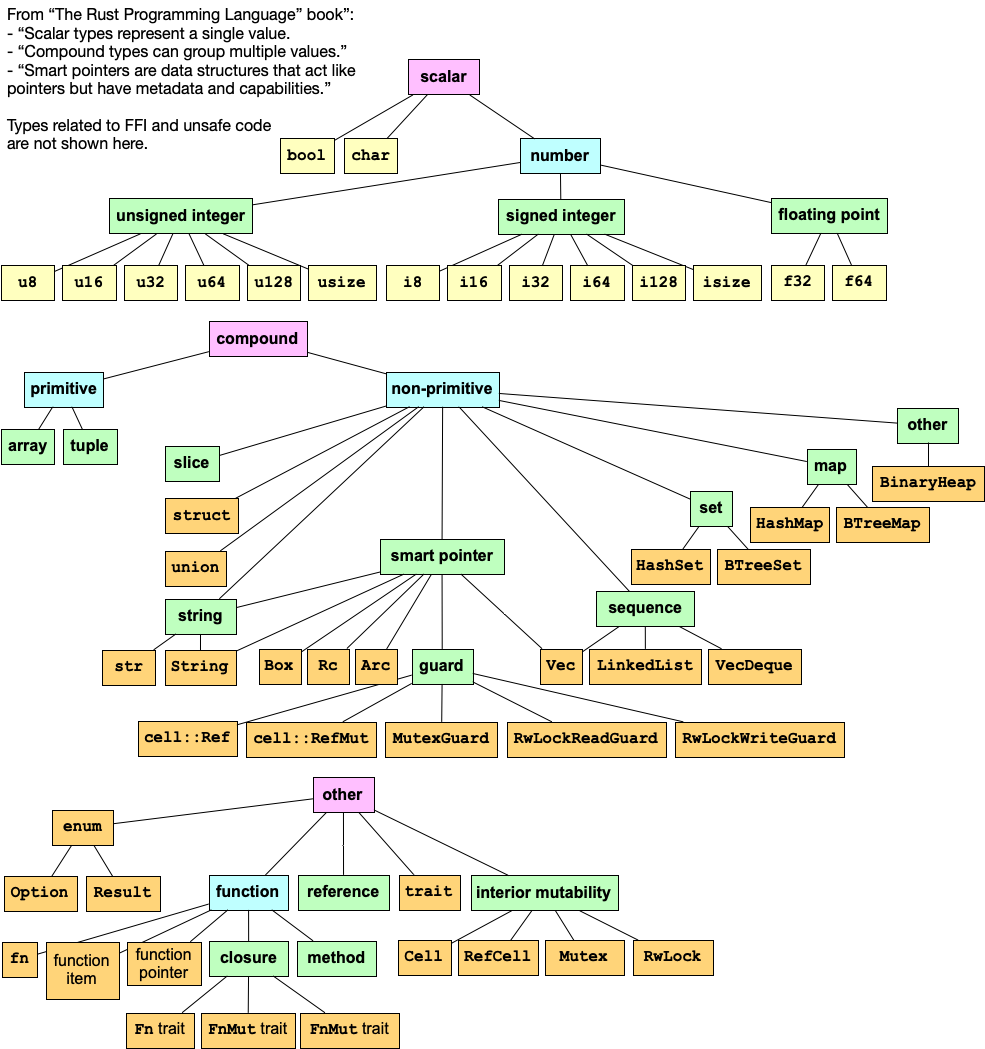 From “The Rust Programming Language” book”:
- “Scalar types represent a single value.
- “Compound types can group multiple values.”
- “Smart pointers are data structures that act like
pointers but have metadata and capabilities.”
Types related to FFI and unsafe code
are not shown here.
scalar
bool
char
number
unsigned integer
signed integer
floating point
u8
u16
u32
u64
u128
usize
i8
i16
i32
i64
i128
isize
f32
f64
compound
primitive
non-primitive
array
tuple
slice
struct
union
string
smart pointer
sequence
set
map
other
BinaryHeap
HashMap
BTreeMap
HashSet
BTreeSet
str
String
Box
Rc
Arc
guard
Vec
LinkedList
VecDeque
cell::Ref
cell::RefMut
MutexGuard
RwLockReadGuard
RwLockWriteGuard
other
enum
Option
Result
function
reference
trait
interior mutability
fn
function
item
function
pointer
closure
method
Cell
RefCell
Mutex
RwLock
Fn trait
FnMut trait
FnMut trait